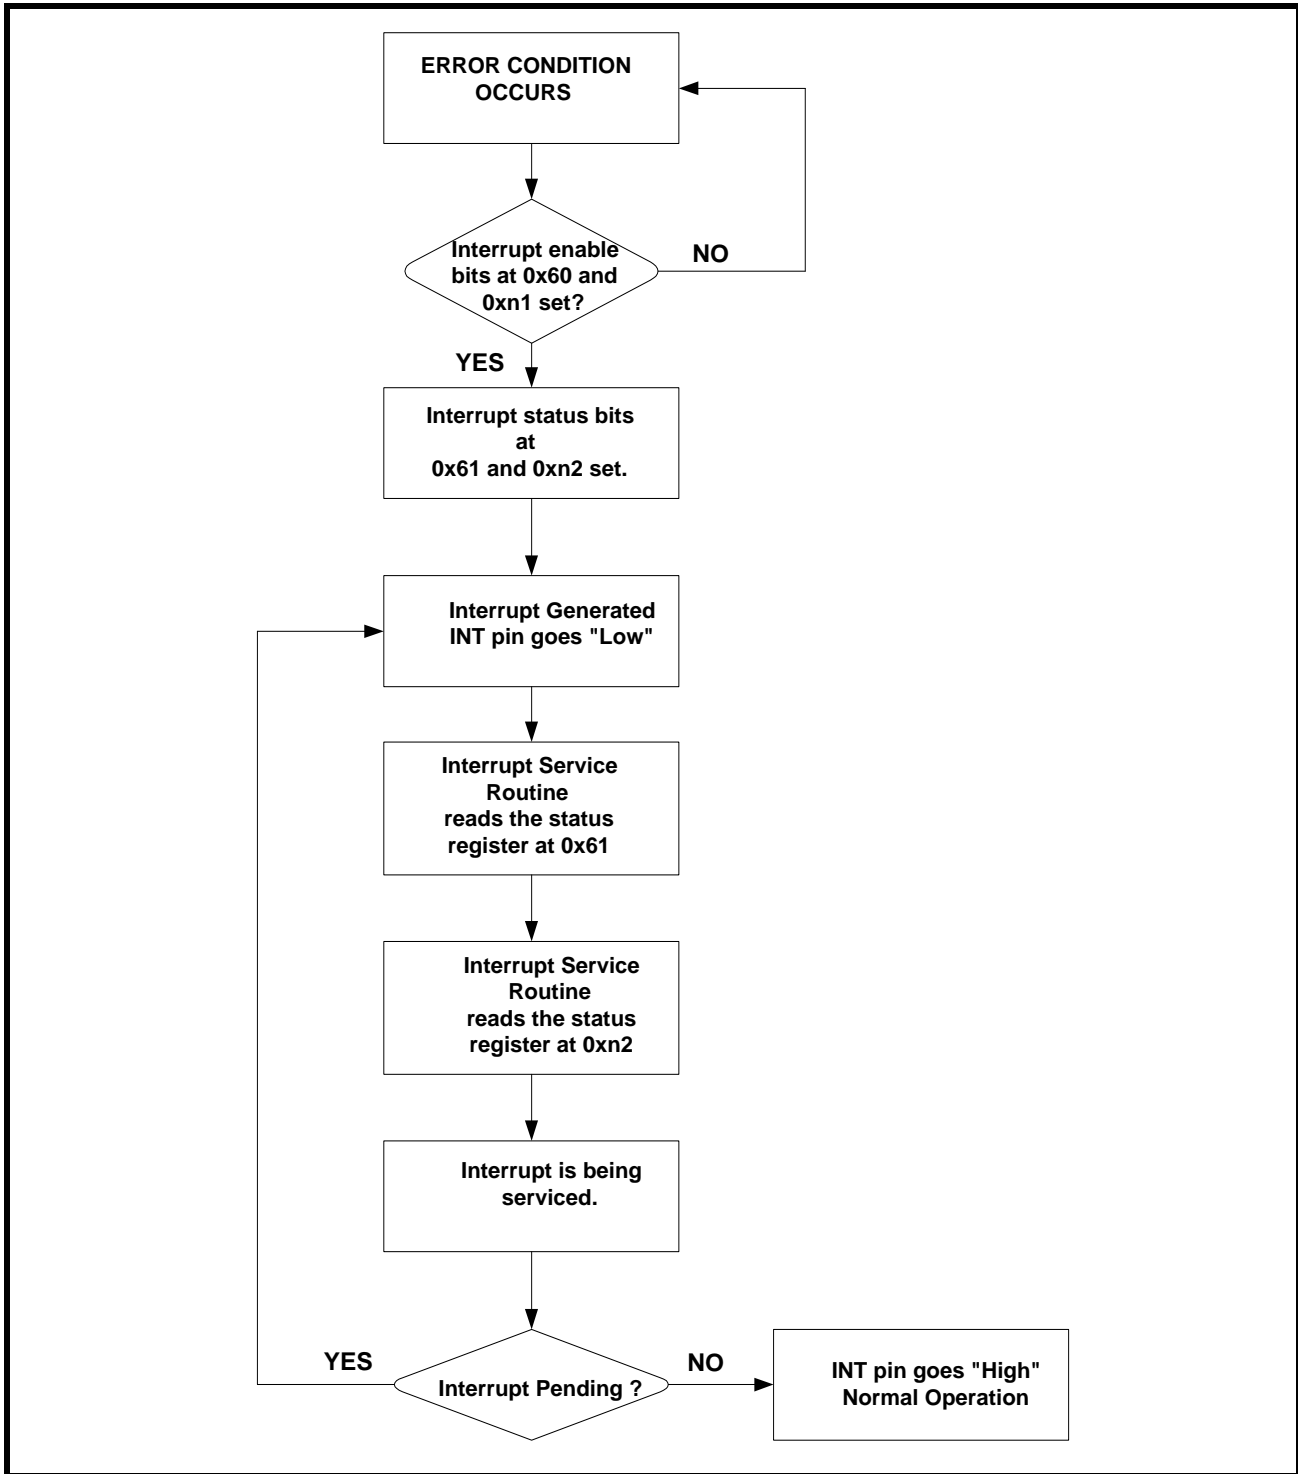 ERROR CONDITION
OCCURS
Interrupt enable
bits at 0x60 and
0xn1 set?
NO
YES
Interrupt status bits
at
0x61 and 0xn2 set.
Interrupt Generated
INT pin goes "Low"
Interrupt Service
Routine
reads the status
register at 0x61
Interrupt Service
Routine
reads the status
register at 0xn2
Interrupt is being
serviced.
YES
Interrupt Pending ?
NO
INT pin goes "High"
Normal Operation